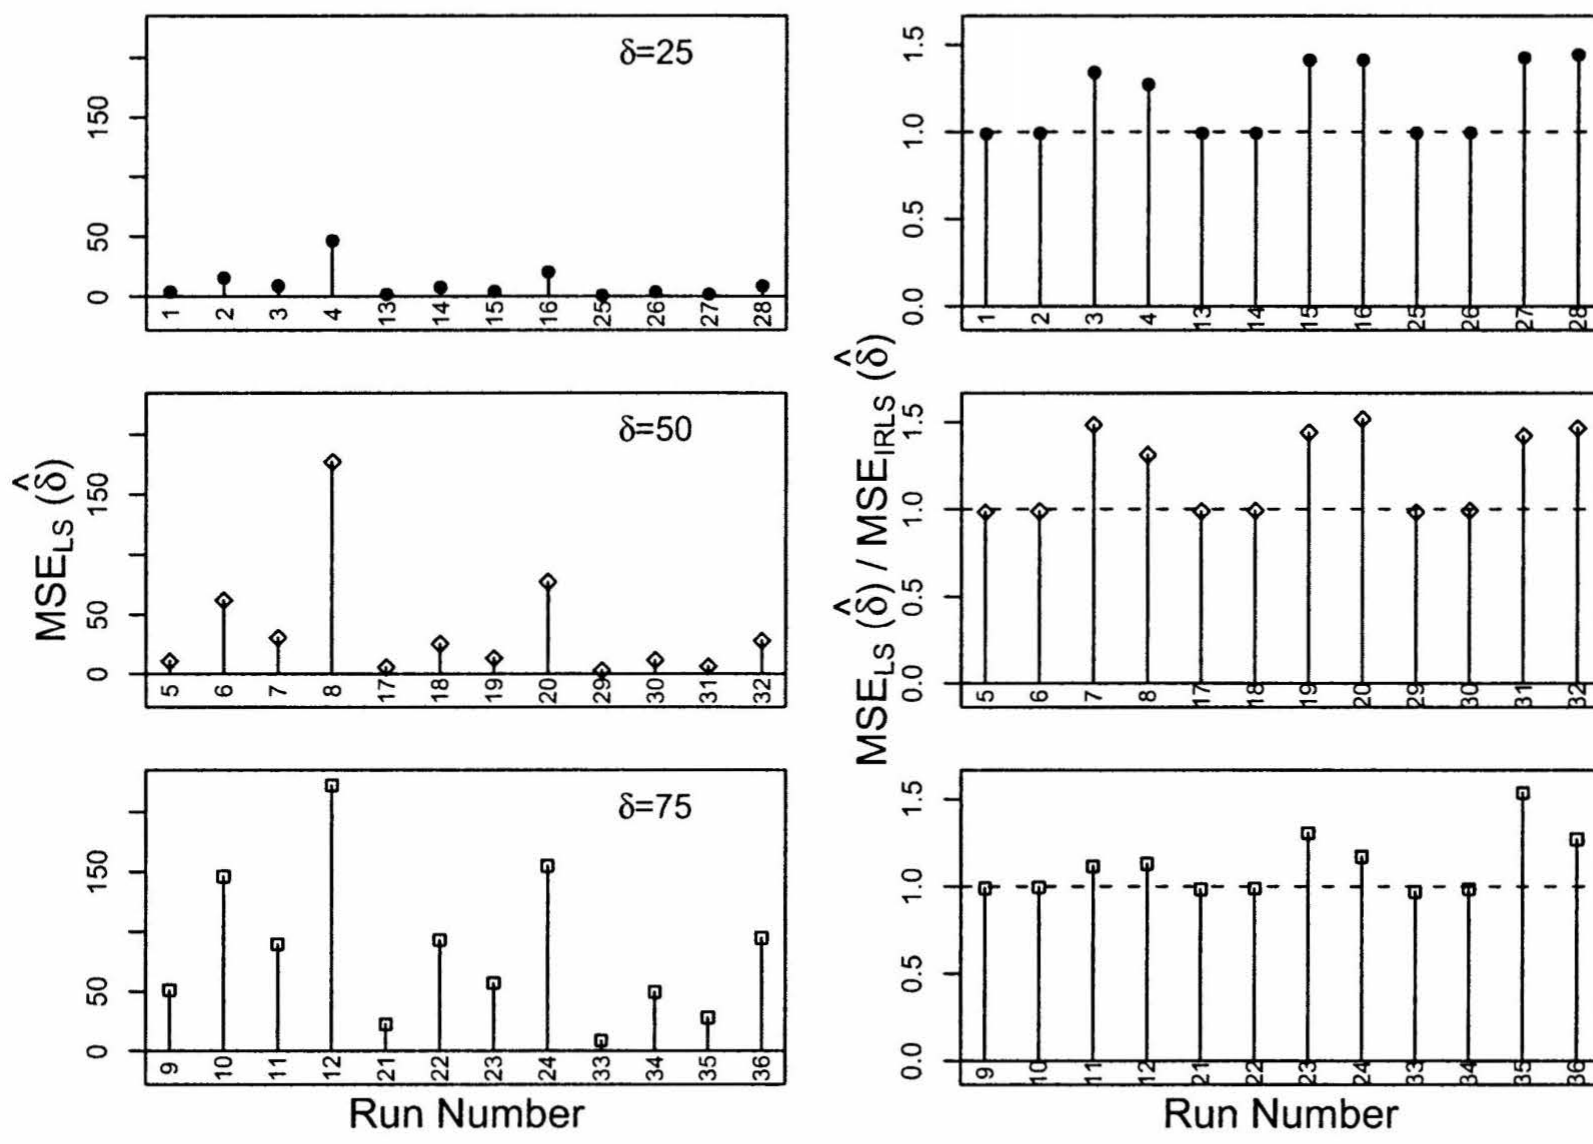 MSE_LS (δ̂)
δ=25
0 50 150
1 2 3 4 13 14 15 16 25 26 27 28
δ=50
0 50 150
5 6 7 8 17 18 19 20 29 30 31 32
δ=75
0 50 150
9 10 11 12 21 22 23 24 33 34 35 36
Run Number
MSE_LS (δ̂) / MSE_IRLS (δ̂)
0.0 0.5 1.0 1.5
1 2 3 4 13 14 15 16 25 26 27 28
0.0 0.5 1.0 1.5
5 6 7 8 17 18 19 20 29 30 31 32
0.0 0.5 1.0 1.5
9 10 11 12 21 22 23 24 33 34 35 36
Run Number